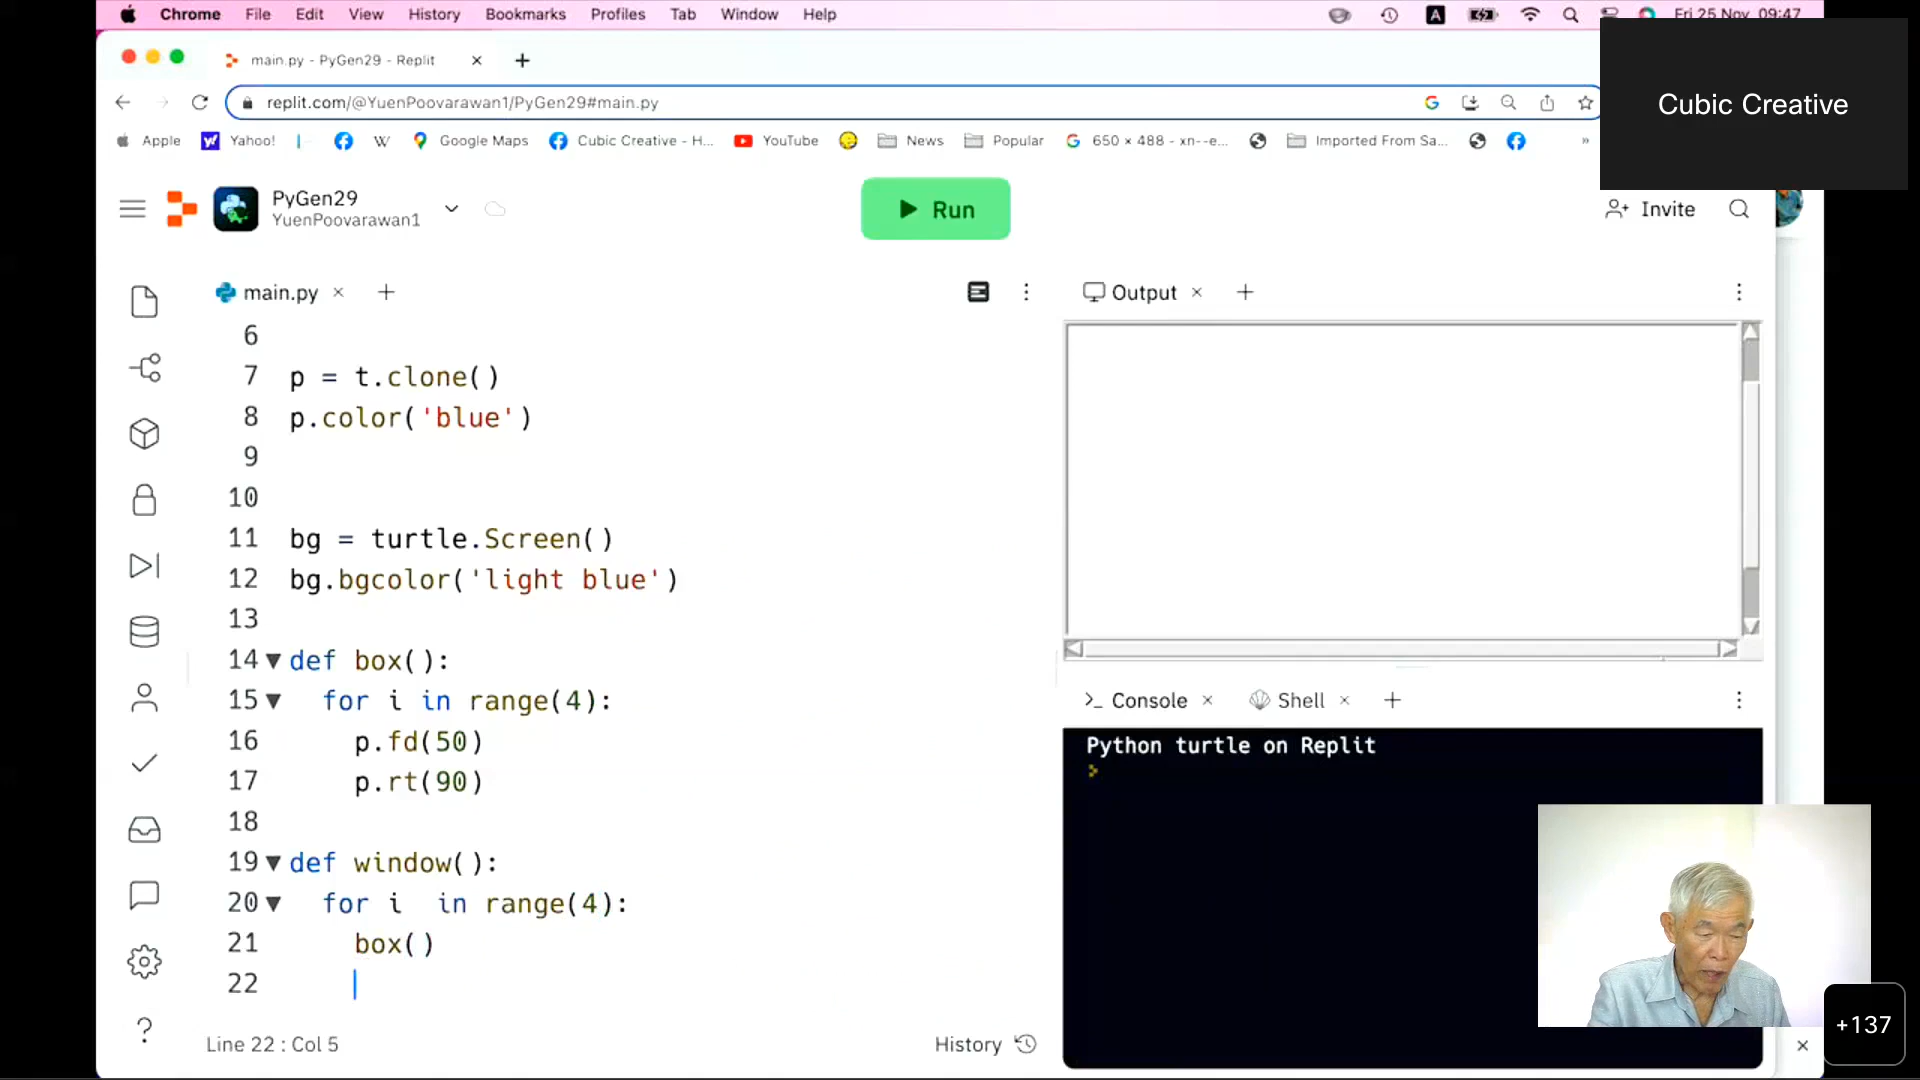 Chrome File Edit View History Bookmarks Profiles Tab Window Help A Fri 25 Nov 09:47
main.py - PyGen29 - Replit
replit.com/@YuenPoovarawan1/PyGen29#main.py
Cubic Creative
Apple Yahoo! W Google Maps Cubic Creative - H... YouTube News Popular 650 × 488 - xn--e... Imported From Sa... »
PyGen29
YuenPoovarawan1
Run
Invite
main.py
Output
6
7 p = t.clone()
8 p.color('blue')
9
10
11 bg = turtle.Screen()
12 bg.bgcolor('light blue')
13
14 def box():
15 for i in range(4):
16 p.fd(50)
17 p.rt(90)
18
19 def window():
20 for i  in range(4):
21 box()
22
>_ Console Shell
Python turtle on Replit
>
+137
Line 22 : Col 5
History